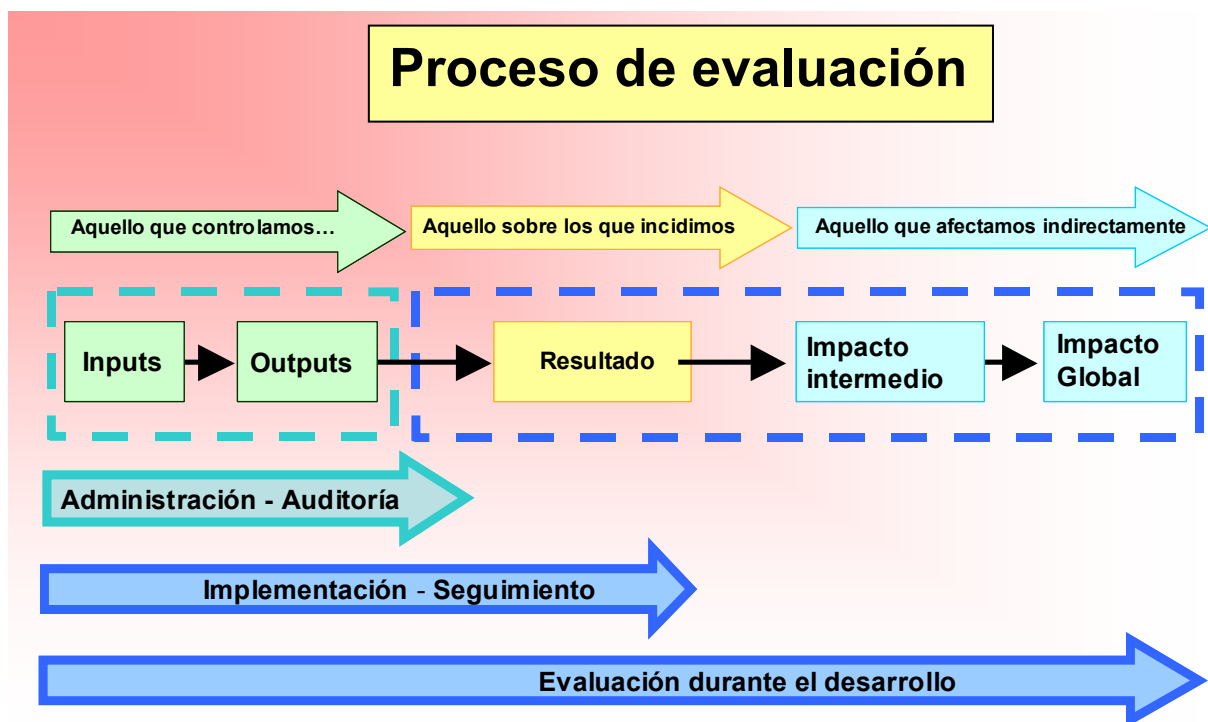 Proceso de evaluación
Aquello que controlamos…
Aquello sobre los que incidimos
Aquello que afectamos indirectamente
Inputs
Outputs
Resultado
Impacto
intermedio
Impacto
Global
Administración - Auditoría
Implementación - Seguimiento
Evaluación durante el desarrollo